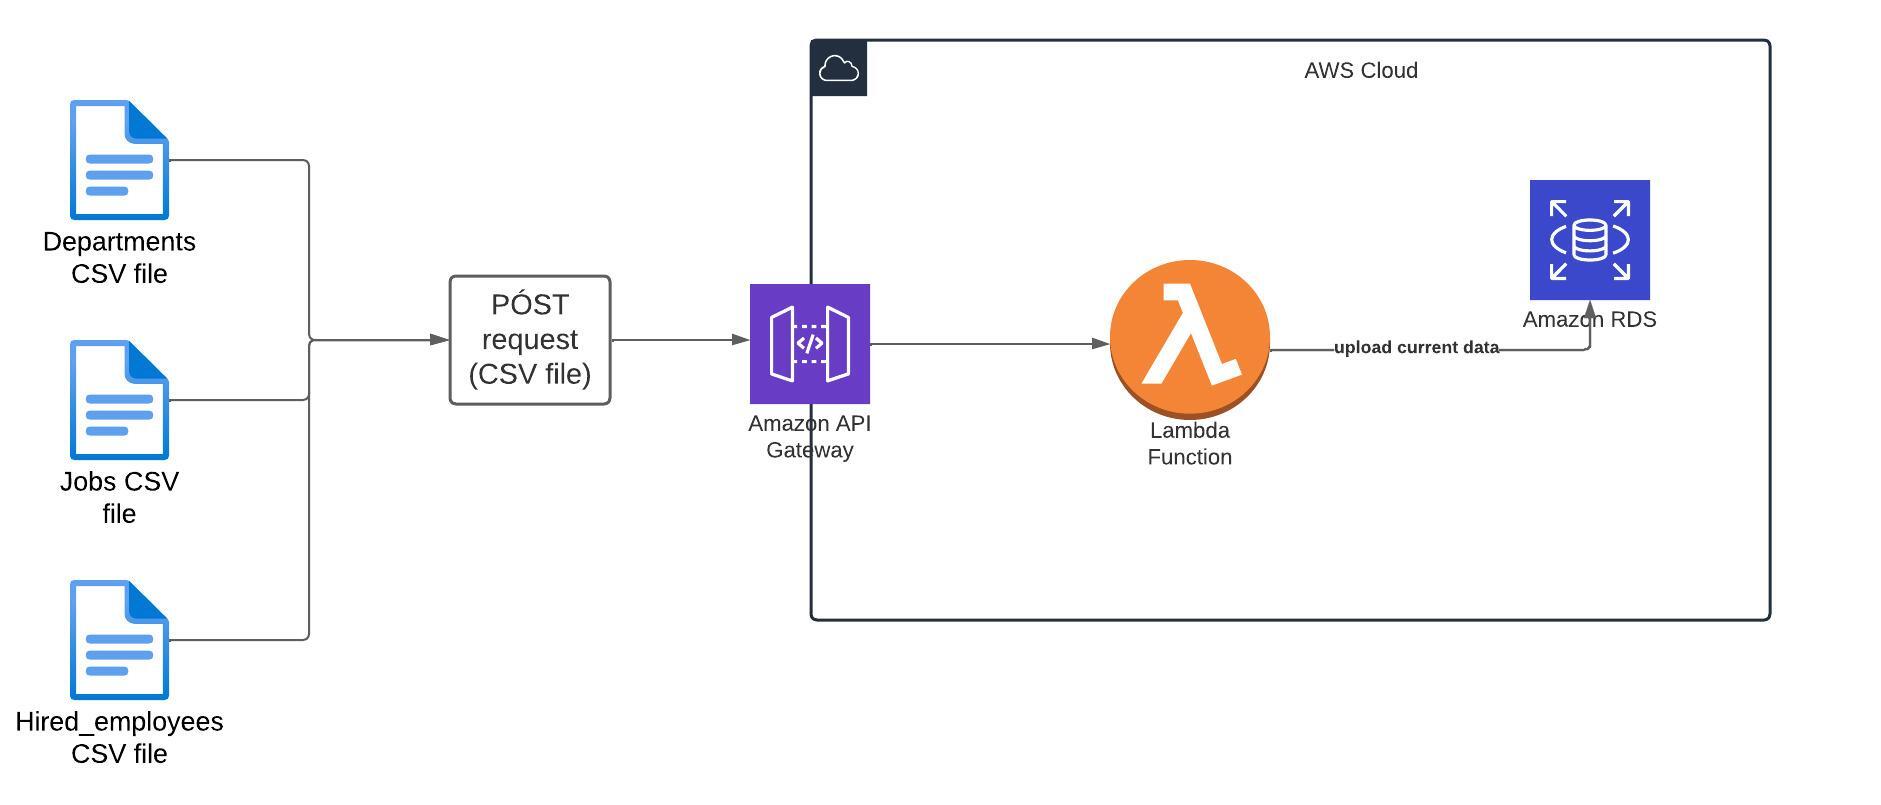 AWS Cloud
Departments
CSV file
PÓST
request
(CSV file)
Amazon RDS
upload current data
Amazon API
Gateway
Lambda
Function
Jobs CSV
file
Hired_employees
CSV file